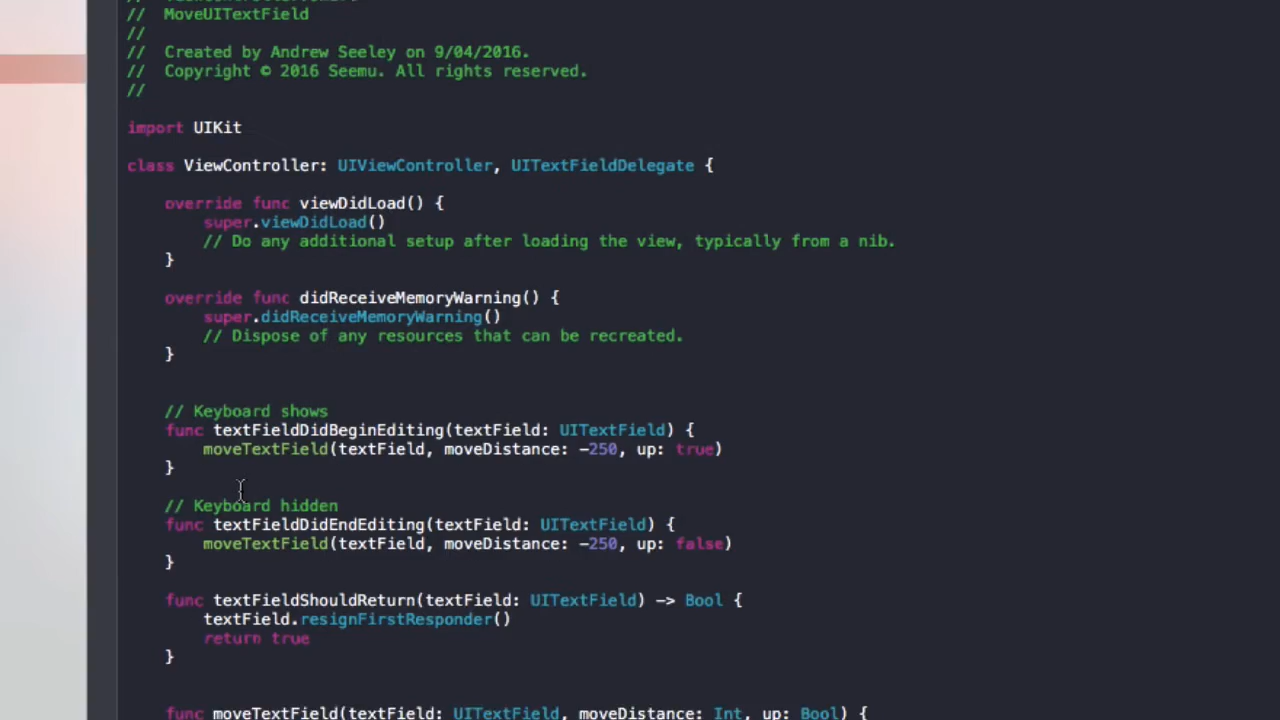 //  MoveUITextField
//
//  Created by Andrew Seeley on 9/04/2016.
//  Copyright © 2016 Seemu. All rights reserved.
//
import UIKit
class ViewController: UIViewController, UITextFieldDelegate {
override func viewDidLoad() {
super.viewDidLoad()
// Do any additional setup after loading the view, typically from a nib.
}
override func didReceiveMemoryWarning() {
super.didReceiveMemoryWarning()
// Dispose of any resources that can be recreated.
}
// Keyboard shows
func textFieldDidBeginEditing(textField: UITextField) {
moveTextField(textField, moveDistance: -250, up: true)
}
// Keyboard hidden
func textFieldDidEndEditing(textField: UITextField) {
moveTextField(textField, moveDistance: -250, up: false)
}
func textFieldShouldReturn(textField: UITextField) -> Bool {
textField.resignFirstResponder()
return true
}
func moveTextField(textField: UITextField, moveDistance: Int, up: Bool) {